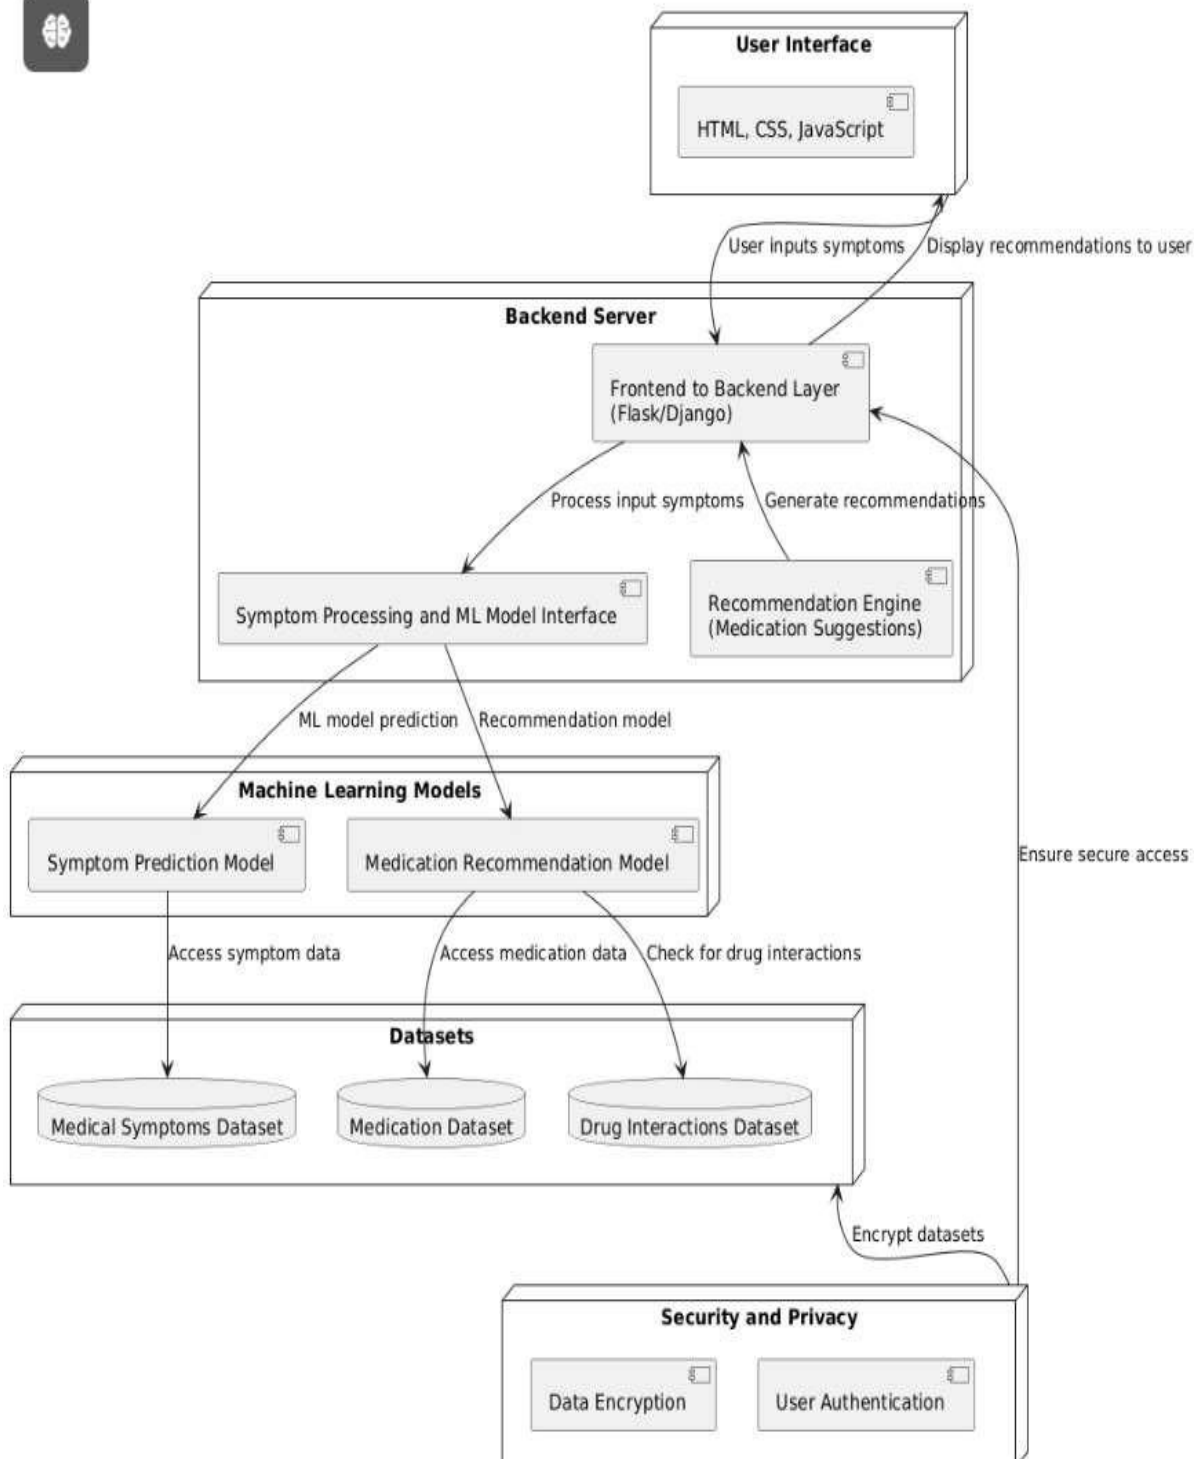 User Interface
HTML, CSS, JavaScript
User inputs symptoms
Display recommendations to user
Backend Server
Frontend to Backend Layer
(Flask/Django)
Process input symptoms
Generate recommendations
Symptom Processing and ML Model Interface
Recommendation Engine
(Medication Suggestions)
ML model prediction
Recommendation model
Machine Learning Models
Symptom Prediction Model
Medication Recommendation Model
Ensure secure access
Access symptom data
Access medication data
Check for drug interactions
Datasets
Medical Symptoms Dataset
Medication Dataset
Drug Interactions Dataset
Encrypt datasets
Security and Privacy
Data Encryption
User Authentication